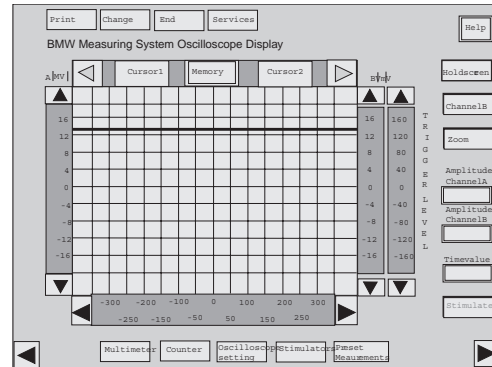 Print Change End Services Help
BMW Measuring System Oscilloscope Display
Cursor1 Memory Cursor2
A[MV] B[V]mV
Holdscreen
ChannelB
Zoom
Amplitude
ChannelA
Amplitude
ChannelB
Timevalue
Stimulate
16 16 160
12 12 120
8 8 80
4 4 40
0 0 0
-4 -4 -40
-8 -8 -80
-12 -12 -120
-16 -16 -160
TRIGGER LEVEL
-300 -200 -100 0 100 200 300
-250 -150 -50 50 150 250
Multimeter Counter Oscilloscope setting Stimulators Preset Meaurements